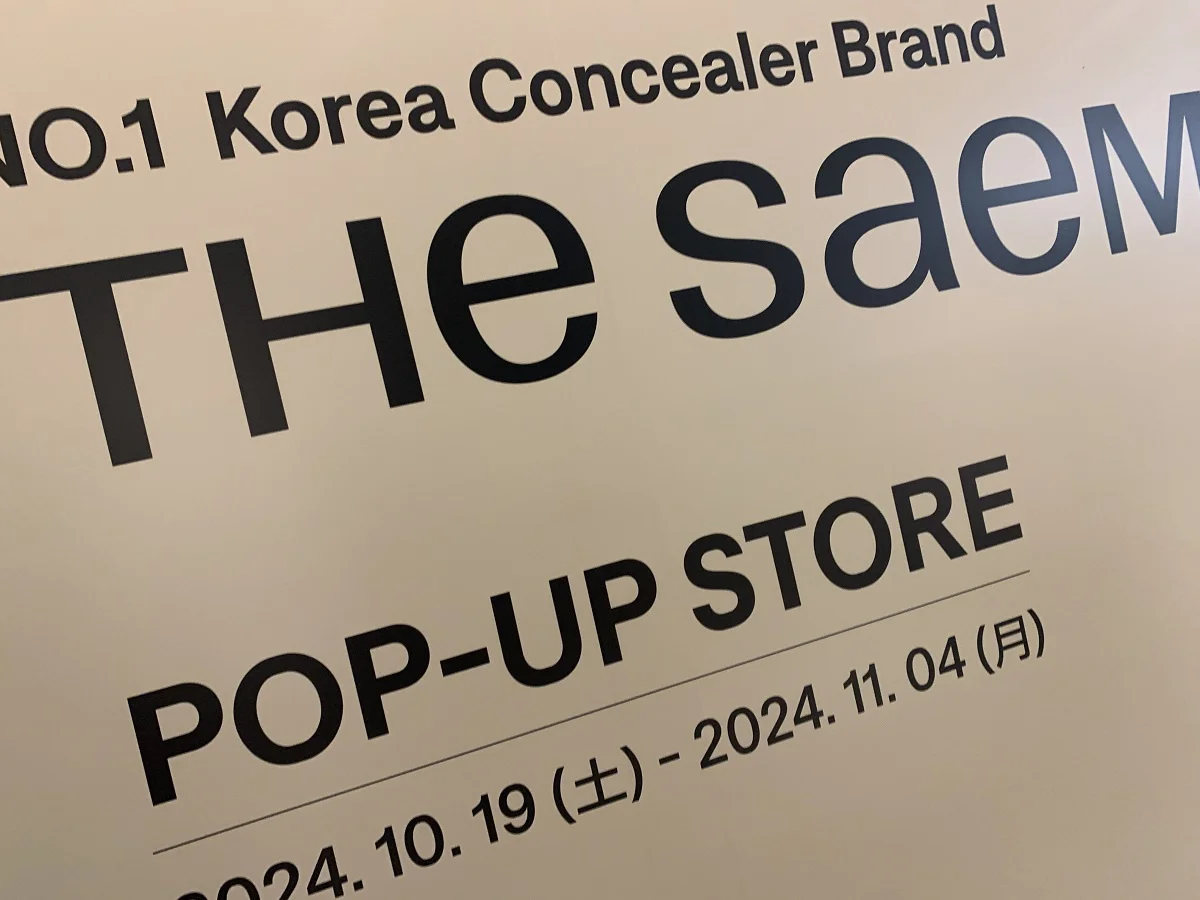 NO.1 Korea Concealer Brand
THe saeM
POP-UP STORE
2024. 10. 19 (土) - 2024. 11. 04 (月)